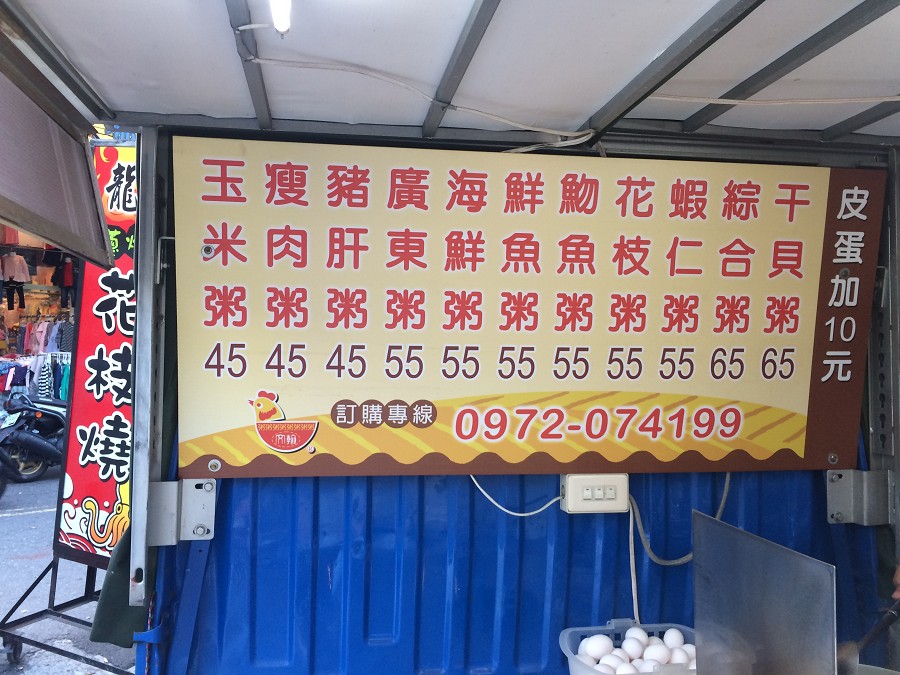 玉米粥 45
瘦肉粥 45
豬肝粥 45
廣東粥 55
海鮮粥 55
鮮魚粥 55
魩魚粥 55
花枝粥 55
蝦仁粥 55
綜合粥 65
干貝粥 65
皮蛋加10元
訂購專線 0972-074199
龍
花枝燒